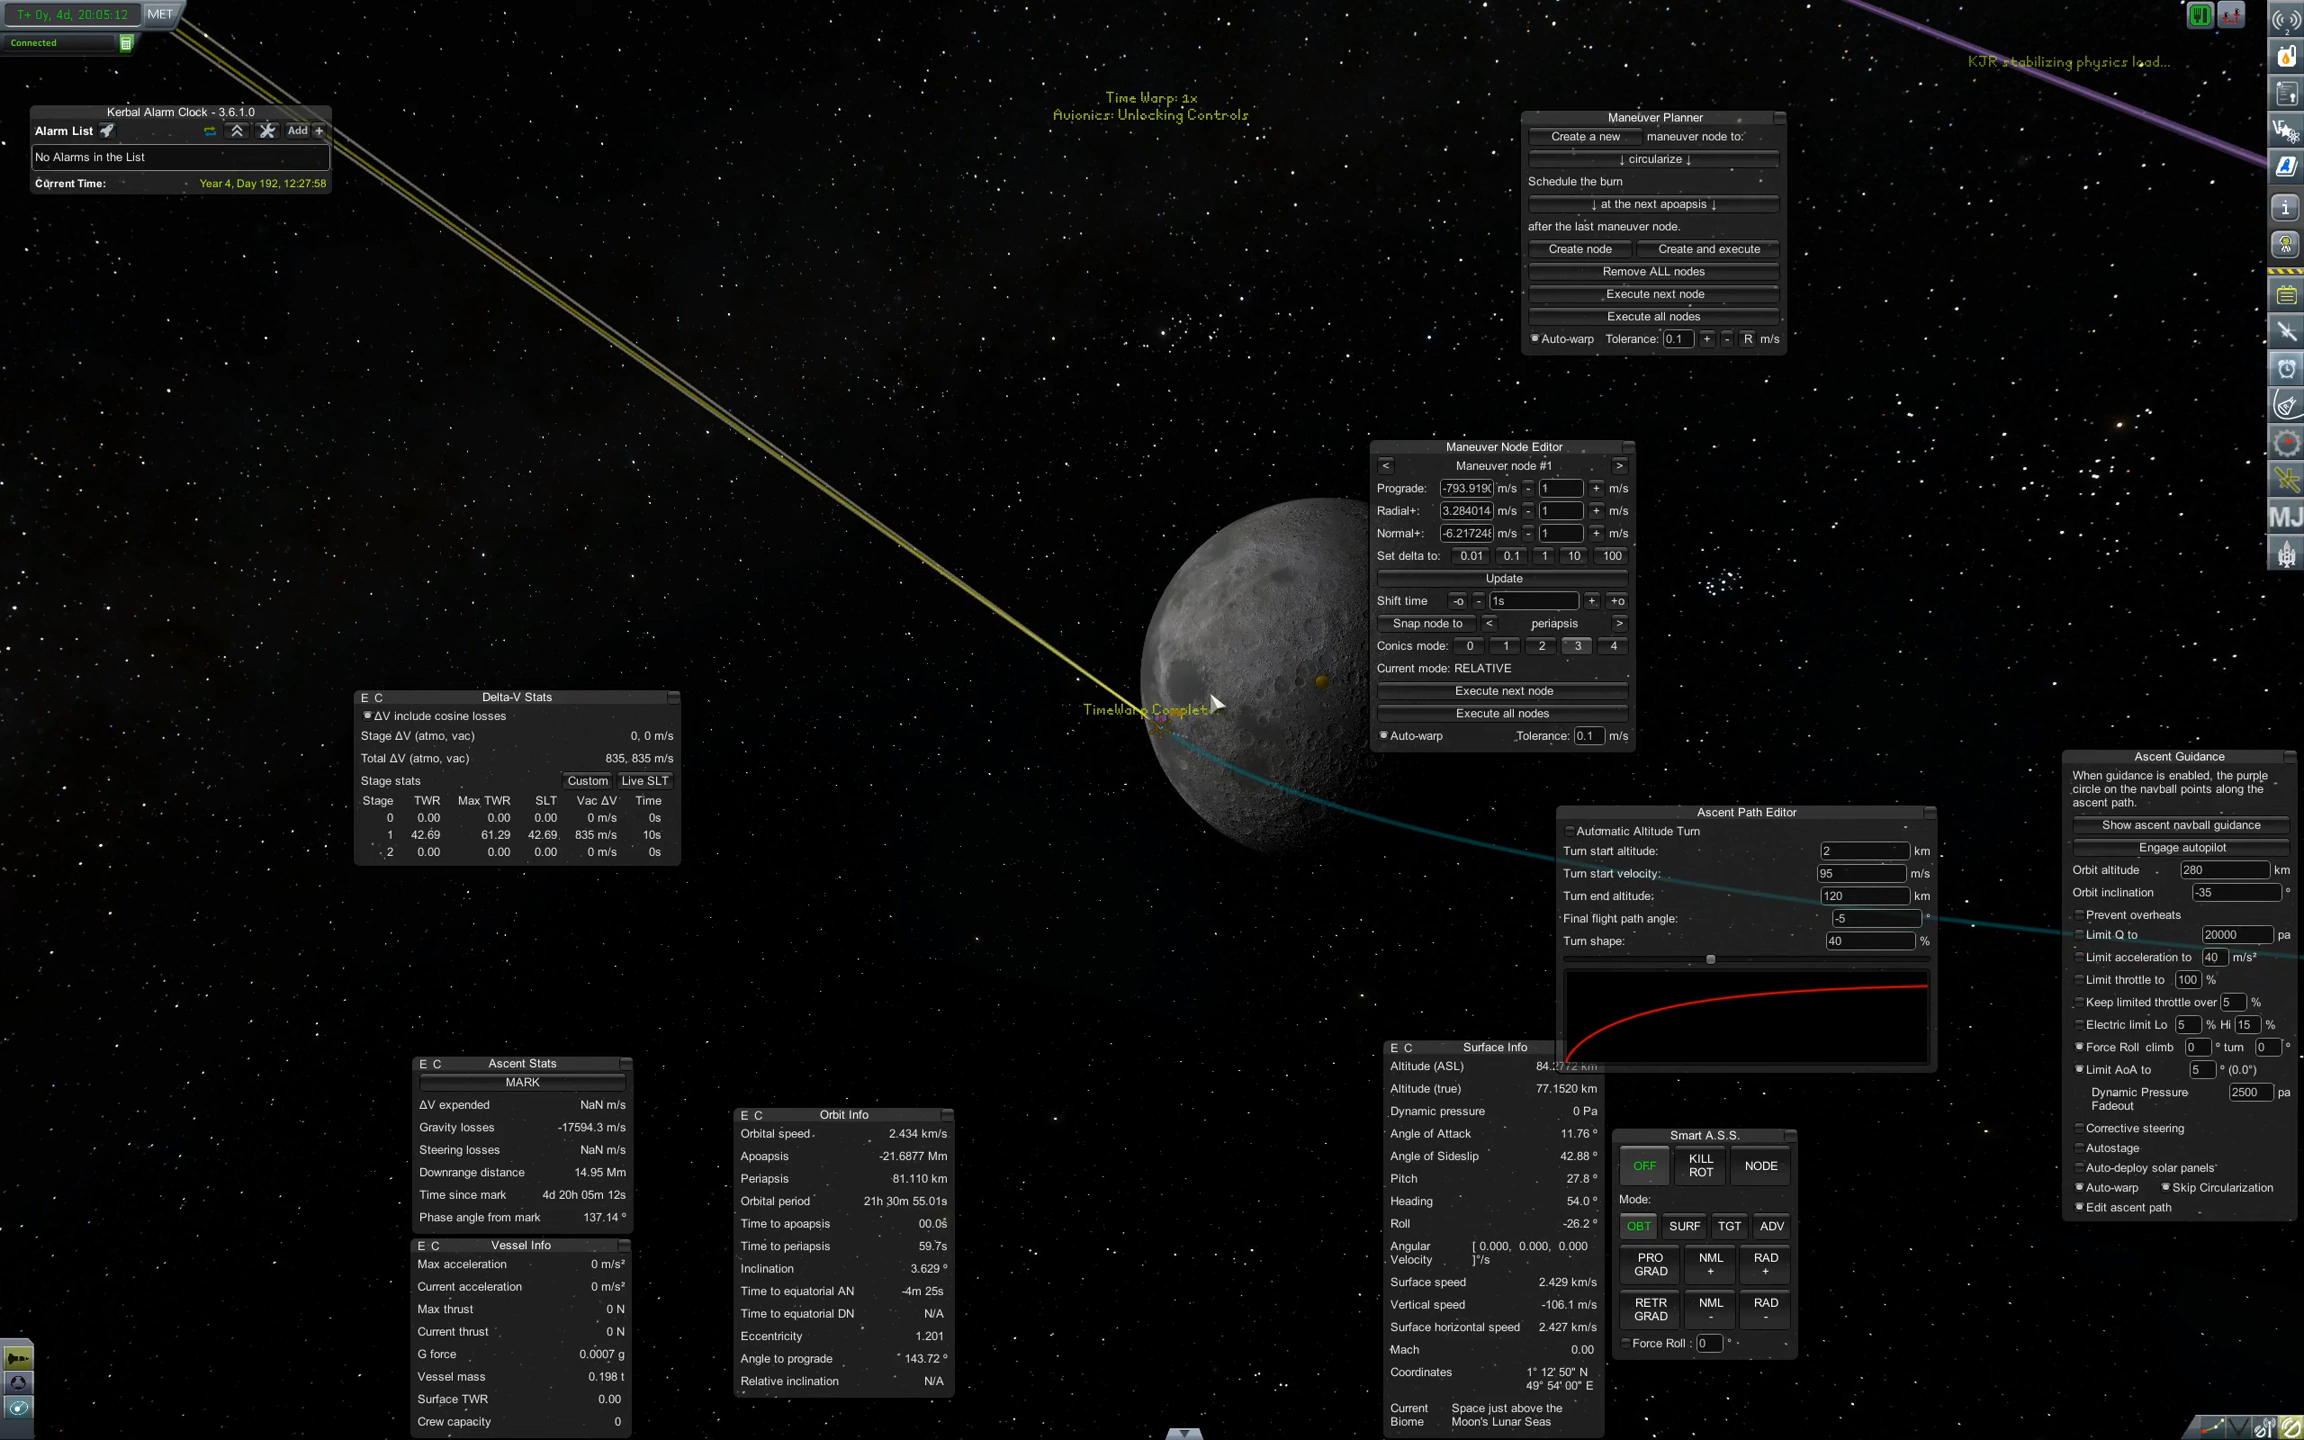 T+ 0y, 4d, 20:05:12 MET
Connected
2
KJR stabilizing physics load...
Time Warp: 1x
Avionics: Unlocking Controls
Kerbal Alarm Clock - 3.6.1.0
Alarm List Add +
No Alarms in the List
Current Time: Year 4, Day 192, 12:27:58
Maneuver Planner
Create a new maneuver node to:
↓ circularize ↓
Schedule the burn
↓ at the next apoapsis ↓
after the last maneuver node.
Create node Create and execute
Remove ALL nodes
Execute next node
Execute all nodes
Auto-warp Tolerance: 0.1 + - R m/s
Maneuver Node Editor
< Maneuver node #1 >
Prograde: -793.919( m/s - 1 + m/s
Radial+: 3.284014 m/s - 1 + m/s
Normal+: m/s - 1 + m/s
Set delta to: 0.01 0.1 1 10 100
Update
Shift time -o - 1s + +o
Snap node to < periapsis >
Conics mode: 0 1 2 3 4
Current mode: RELATIVE
Execute next node
Execute all nodes
Auto-warp Tolerance: 0.1 m/s
MJ
TimeWarp Complet
E C Delta-V Stats
ΔV include cosine losses
Stage ΔV (atmo, vac) 0, 0 m/s
Total ΔV (atmo, vac) 835, 835 m/s
Stage stats Custom Live SLT
Stage TWR Max TWR SLT Vac ΔV Time
0 0.00 0.00 0.00 0 m/s 0s
1 42.69 61.29 42.69 835 m/s 10s
2 0.00 0.00 0.00 0 m/s 0s
Ascent Path Editor
Automatic Altitude Turn
Turn start altitude: 2 km
Turn start velocity: 95 m/s
Turn end altitude: 120 km
Final flight path angle: -5 °
Turn shape: 40 %
Ascent Guidance
When guidance is enabled, the purple
circle on the navball points along the
ascent path.
Show ascent navball guidance
Engage autopilot
Orbit altitude 280 km
Orbit inclination -35 °
Prevent overheats
Limit Q to 20000 pa
Limit acceleration to 40 m/s²
Limit throttle to 100 %
Keep limited throttle over 5 %
Electric limit Lo 5 % Hi 15 %
Force Roll climb 0 ° turn 0 °
Limit AoA to 5 ° (0.0°)
Dynamic Pressure 2500 pa
Fadeout
Corrective steering
Autostage
Auto-deploy solar panels
Auto-warp Skip Circularization
Edit ascent path
E C Ascent Stats
MARK
ΔV expended NaN m/s
Gravity losses -17594.3 m/s
Steering losses NaN m/s
Downrange distance 14.95 Mm
Time since mark 4d 20h 05m 12s
Phase angle from mark 137.14 °
E C Vessel Info
Max acceleration 0 m/s²
Current acceleration 0 m/s²
Max thrust 0 N
Current thrust 0 N
G force 0.0007 g
Vessel mass 0.198 t
Surface TWR 0.00
Crew capacity 0
E C Orbit Info
Orbital speed 2.434 km/s
Apoapsis -21.6877 Mm
Periapsis 81.110 km
Orbital period 21h 30m 55.01s
Time to apoapsis 00.0s
Time to periapsis 59.7s
Inclination 3.629 °
Time to equatorial AN -4m 25s
Time to equatorial DN N/A
Eccentricity 1.201
Angle to prograde 143.72 °
Relative inclination N/A
E C Surface Info
Altitude (ASL) 84.2772 km
Altitude (true) 77.1520 km
Dynamic pressure 0 Pa
Angle of Attack 11.76 °
Angle of Sideslip 42.88 °
Pitch 27.8 °
Heading 54.0 °
Roll -26.2 °
Angular [ 0.000, 0.000, 0.000
Velocity ]°/s
Surface speed 2.429 km/s
Vertical speed -106.1 m/s
Surface horizontal speed 2.427 km/s
Mach 0.00
Coordinates 1° 12' 50" N
49° 54' 00" E
Current Space just above the
Biome Moon's Lunar Seas
Smart A.S.S.
OFF KILL ROT NODE
Mode:
OBT SURF TGT ADV
PRO GRAD NML + RAD +
RETR GRAD NML - RAD -
Force Roll : 0 °